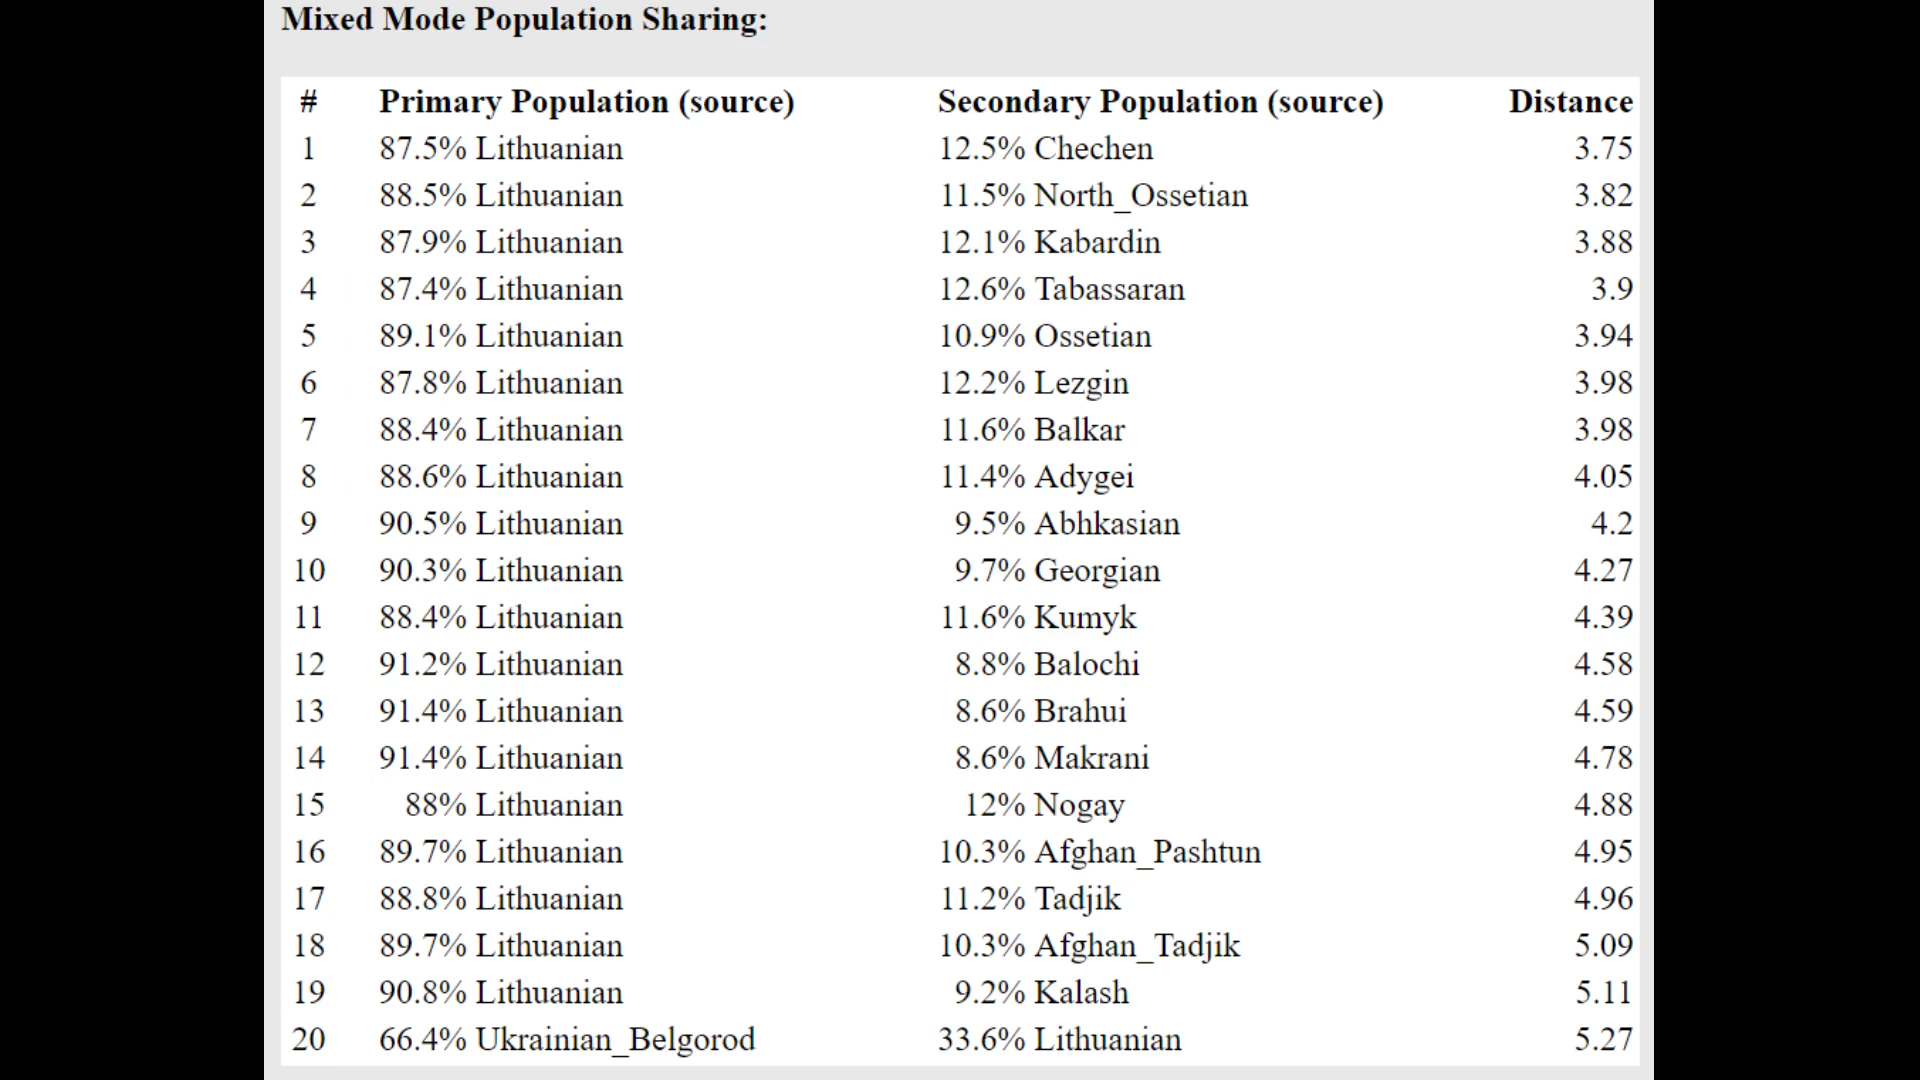 Mixed Mode Population Sharing:
# Primary Population (source) Secondary Population (source) Distance
1 87.5% Lithuanian 12.5% Chechen 3.75
2 88.5% Lithuanian 11.5% North_Ossetian 3.82
3 87.9% Lithuanian 12.1% Kabardin 3.88
4 87.4% Lithuanian 12.6% Tabassaran 3.9
5 89.1% Lithuanian 10.9% Ossetian 3.94
6 87.8% Lithuanian 12.2% Lezgin 3.98
7 88.4% Lithuanian 11.6% Balkar 3.98
8 88.6% Lithuanian 11.4% Adygei 4.05
9 90.5% Lithuanian 9.5% Abhkasian 4.2
10 90.3% Lithuanian 9.7% Georgian 4.27
11 88.4% Lithuanian 11.6% Kumyk 4.39
12 91.2% Lithuanian 8.8% Balochi 4.58
13 91.4% Lithuanian 8.6% Brahui 4.59
14 91.4% Lithuanian 8.6% Makrani 4.78
15 88% Lithuanian 12% Nogay 4.88
16 89.7% Lithuanian 10.3% Afghan_Pashtun 4.95
17 88.8% Lithuanian 11.2% Tadjik 4.96
18 89.7% Lithuanian 10.3% Afghan_Tadjik 5.09
19 90.8% Lithuanian 9.2% Kalash 5.11
20 66.4% Ukrainian_Belgorod 33.6% Lithuanian 5.27